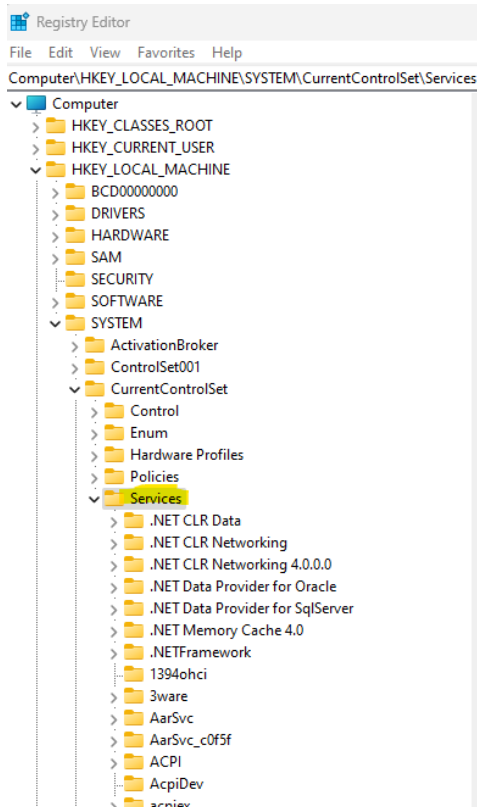 Registry Editor
File Edit View Favorites Help
Computer\HKEY_LOCAL_MACHINE\SYSTEM\CurrentControlSet\Services
Computer
HKEY_CLASSES_ROOT
HKEY_CURRENT_USER
HKEY_LOCAL_MACHINE
BCD00000000
DRIVERS
HARDWARE
SAM
SECURITY
SOFTWARE
SYSTEM
ActivationBroker
ControlSet001
CurrentControlSet
Control
Enum
Hardware Profiles
Policies
Services
.NET CLR Data
.NET CLR Networking
.NET CLR Networking 4.0.0.0
.NET Data Provider for Oracle
.NET Data Provider for SqlServer
.NET Memory Cache 4.0
.NETFramework
1394ohci
3ware
AarSvc
AarSvc_c0f5f
ACPI
AcpiDev
acpiex